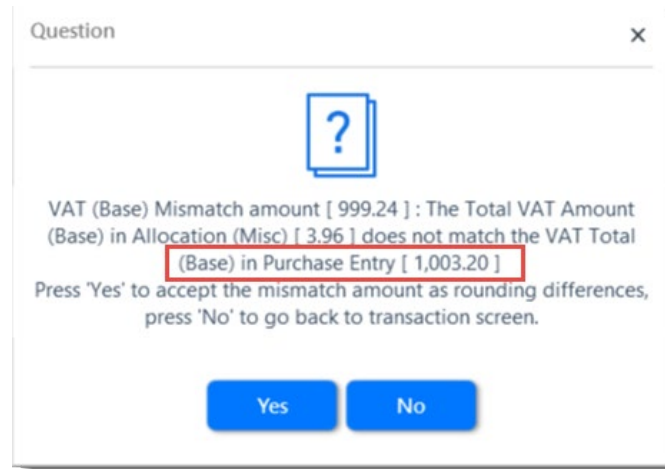 Question
×
?
VAT (Base) Mismatch amount [ 999.24 ] : The Total VAT Amount
(Base) in Allocation (Misc) [ 3.96 ] does not match the VAT Total
(Base) in Purchase Entry [ 1,003.20 ]
Press 'Yes' to accept the mismatch amount as rounding differences,
press 'No' to go back to transaction screen.
Yes No